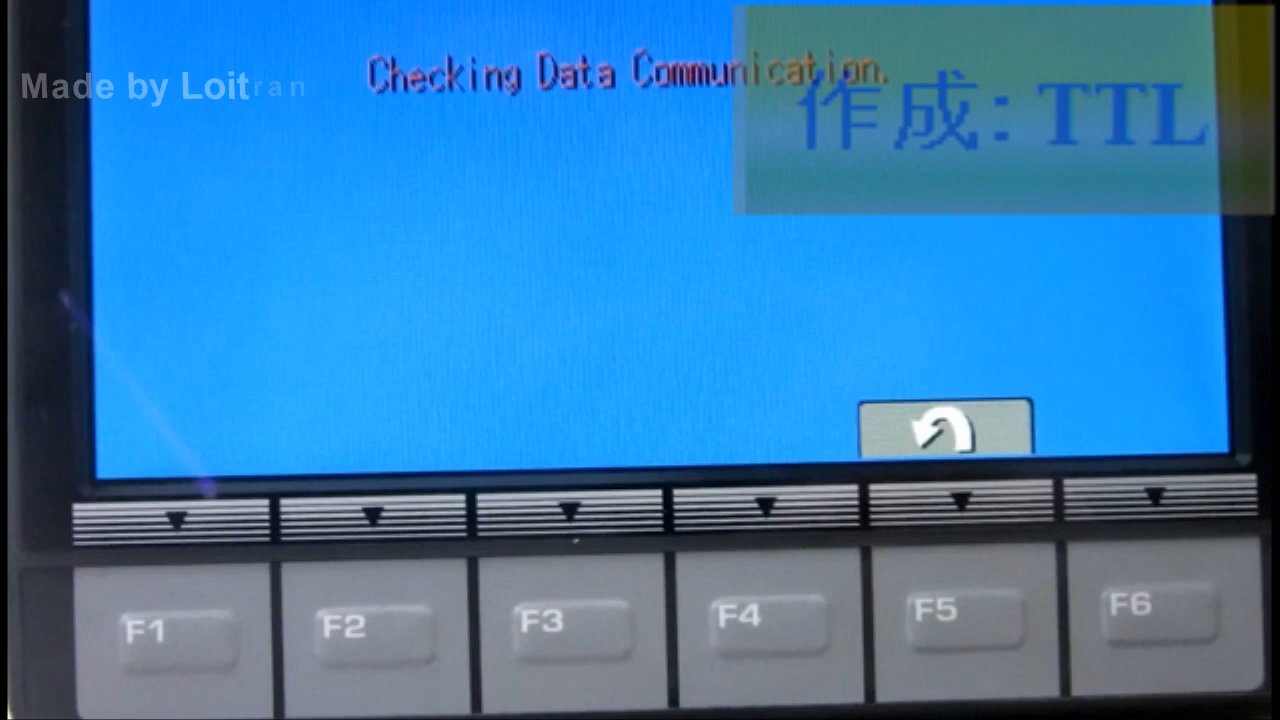 Checking Data Communication.
Made by Loitran
作成: TTL
F1 F2 F3 F4 F5 F6